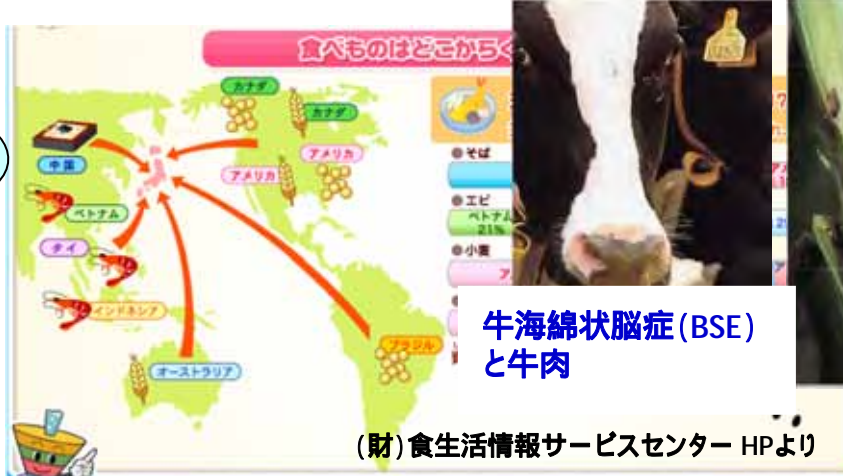 食べものはどこから
カナダ
カナダ
アメリカ
アメリカ
中国
ベトナム
タイ
インドネシア
オーストラリア
ブラジル
●そば
●エビ
ベトナム
21%
●小麦
牛海綿状脳症(BSE)
と牛肉
(財)食生活情報サービスセンター HPより